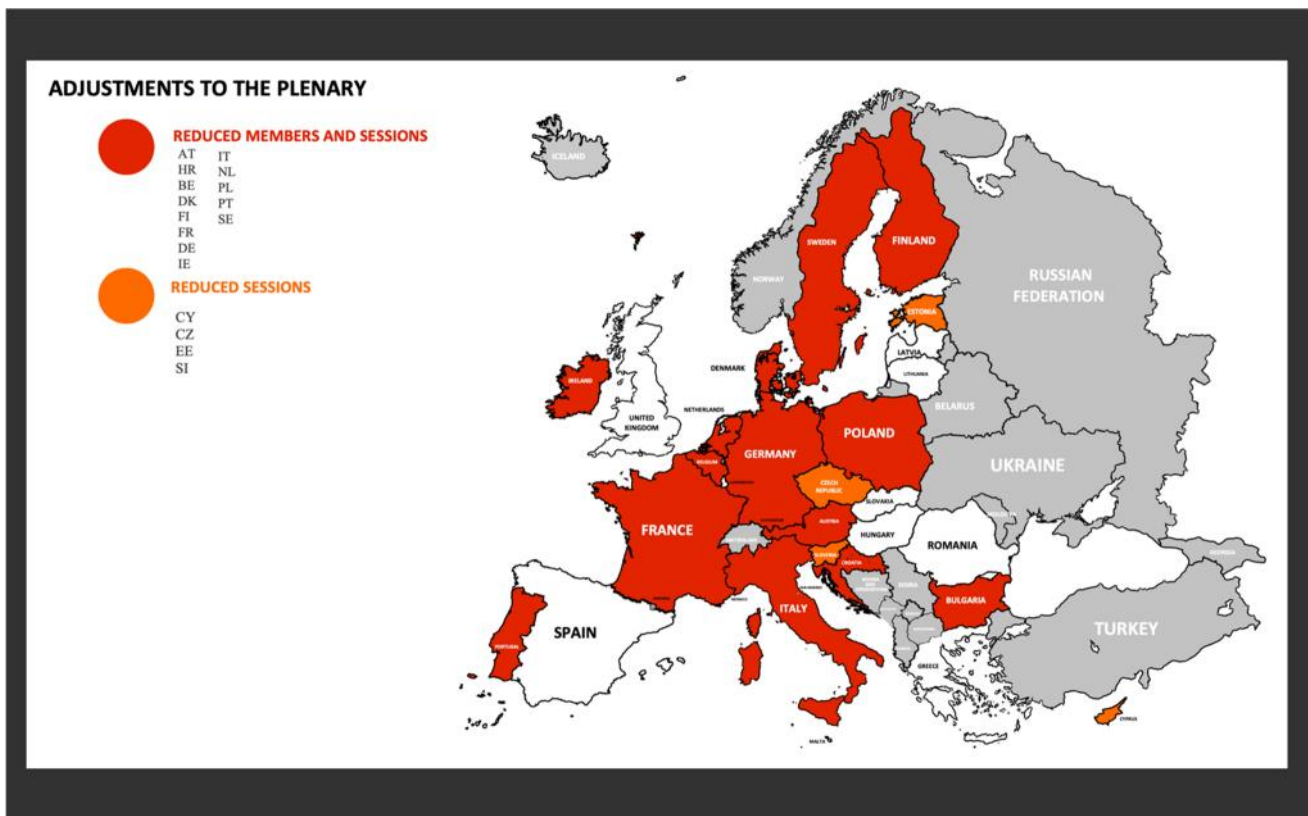 ADJUSTMENTS TO THE PLENARY
REDUCED MEMBERS AND SESSIONS
AT IT
HR NL
BE PL
DK PT
FI SE
FR
DE
IE
REDUCED SESSIONS
CY
CZ
EE
SI
ICELAND
SWEDEN
FINLAND
NORWAY
RUSSIAN
FEDERATION
ESTONIA
LATVIA
LITHUANIA
DENMARK
IRELAND
UNITED
KINGDOM
NETHERLANDS
BELARUS
POLAND
GERMANY
BELGIUM
UKRAINE
CZECH
REPUBLIC
SLOVAKIA
FRANCE
AUSTRIA
HUNGARY
ROMANIA
SLOVENIA
CROATIA
GEORGIA
ITALY
BULGARIA
SPAIN
PORTUGAL
TURKEY
GREECE
CYPRUS
MALTA